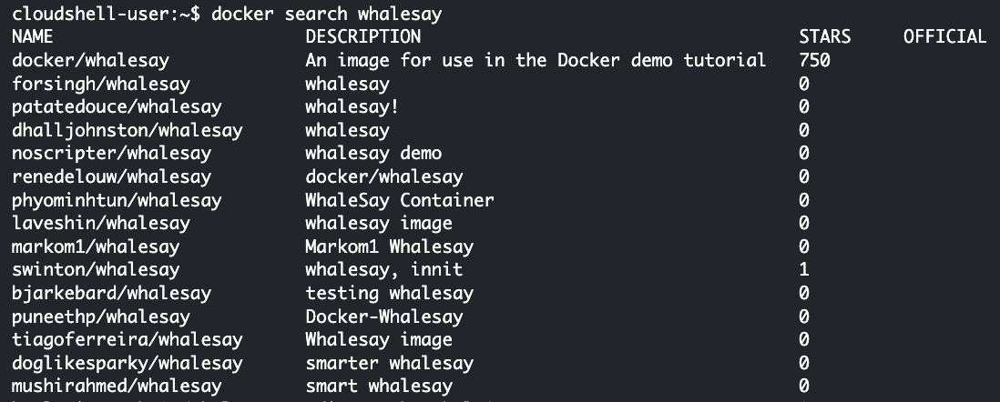 cloudshell-user:~$ docker search whalesay
NAME DESCRIPTION STARS OFFICIAL
docker/whalesay An image for use in the Docker demo tutorial 750
forsingh/whalesay whalesay 0
patatedouce/whalesay whalesay! 0
dhalljohnston/whalesay whalesay 0
noscripter/whalesay whalesay demo 0
renedelouw/whalesay docker/whalesay 0
phyominhtun/whalesay WhaleSay Container 0
laveshin/whalesay whalesay image 0
markom1/whalesay Markom1 Whalesay 0
swinton/whalesay whalesay, innit 1
bjarkebard/whalesay testing whalesay 0
puneethp/whalesay Docker-Whalesay 0
tiagoferreira/whalesay Whalesay image 0
doglikesparky/whalesay smarter whalesay 0
mushirahmed/whalesay smart whalesay 0